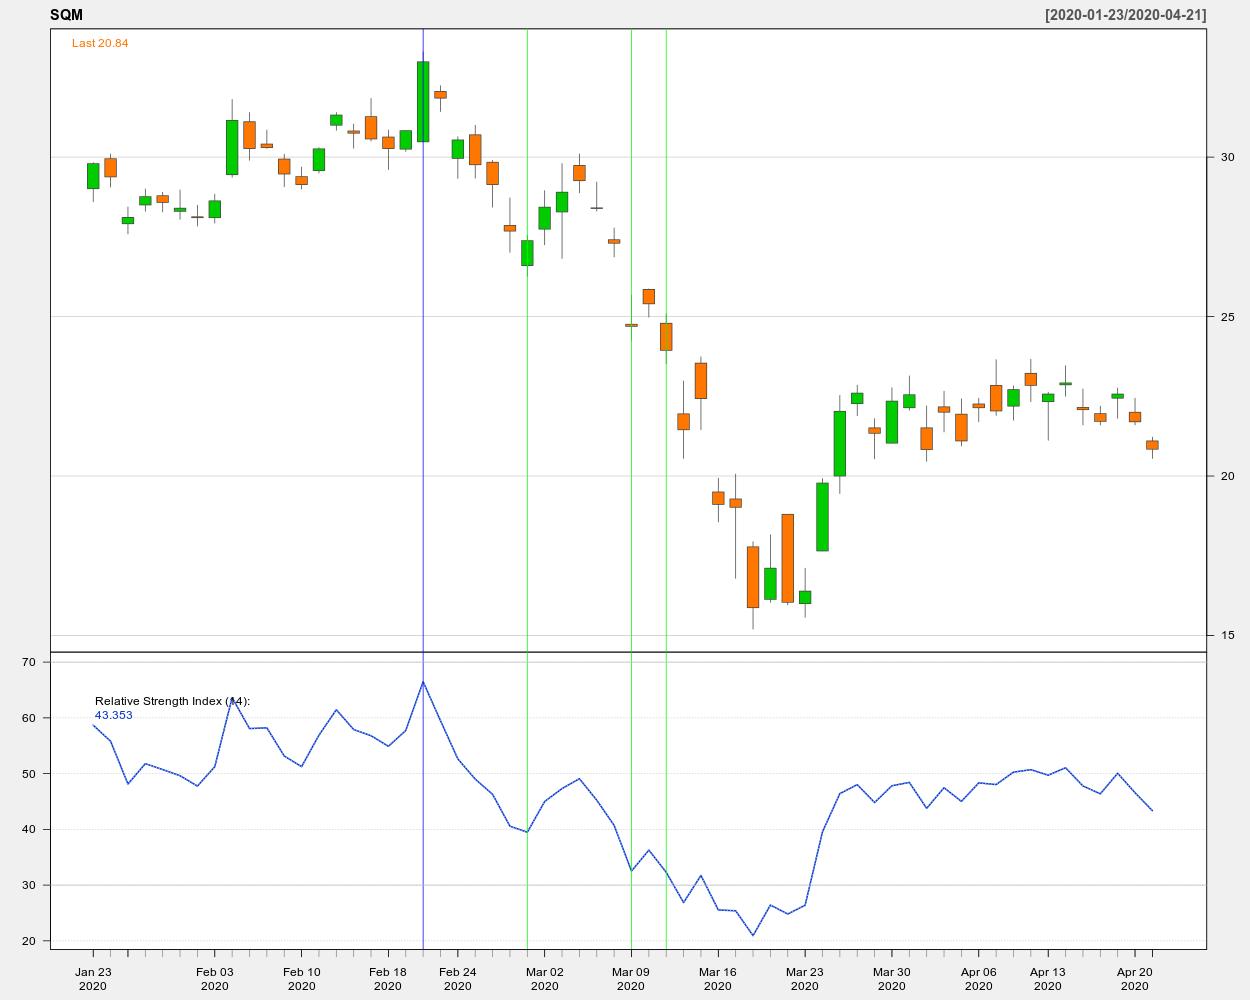 SQM
[2020-01-23/2020-04-21]
Last 20.84
30
25
20
15
70
Relative Strength Index (14):
43.353
60
50
40
30
20
Jan 23 Feb 03 Feb 10 Feb 18 Feb 24 Mar 02 Mar 09 Mar 16 Mar 23 Mar 30 Apr 06 Apr 13 Apr 20
2020 2020 2020 2020 2020 2020 2020 2020 2020 2020 2020 2020 2020